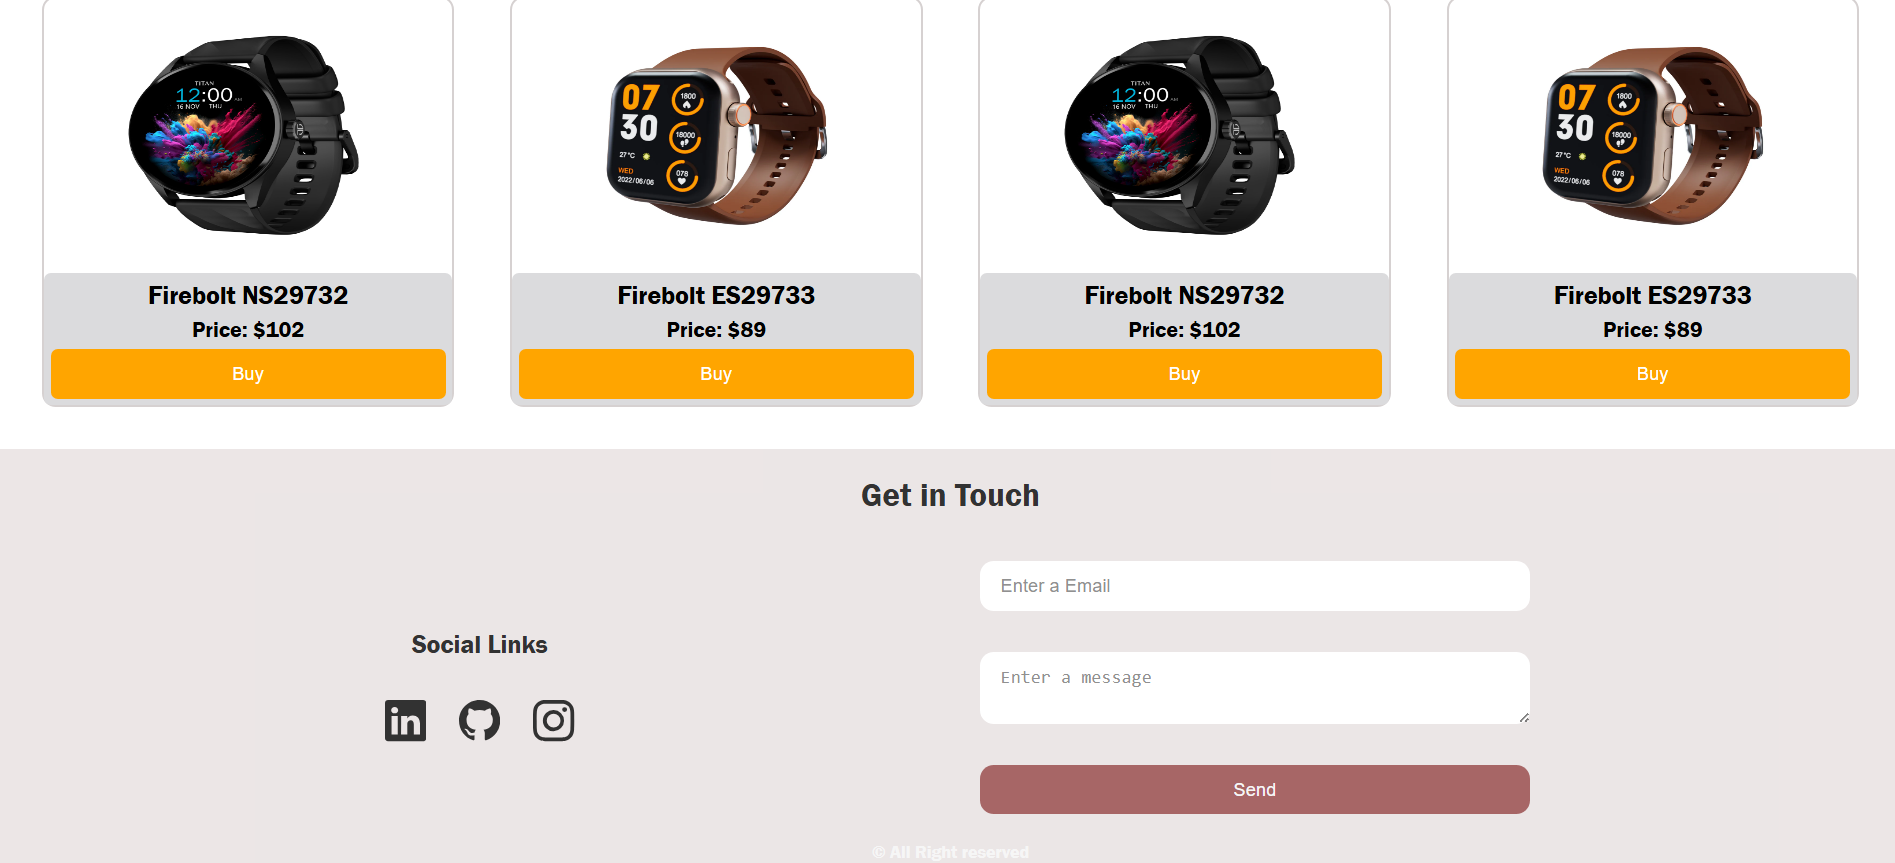 TITAN
12:00 AM
16 NOV THU
07
30
1800
18000
27°C
078
WED
2022/06/06
TITAN
12:00 AM
16 NOV THU
07
30
1800
18000
27°C
078
WED
2022/06/06
Firebolt NS29732
Price: $102
Buy
Firebolt ES29733
Price: $89
Buy
Firebolt NS29732
Price: $102
Buy
Firebolt ES29733
Price: $89
Buy
Get in Touch
Social Links
in
Enter a Email
Enter a message
Send
© All Right reserved